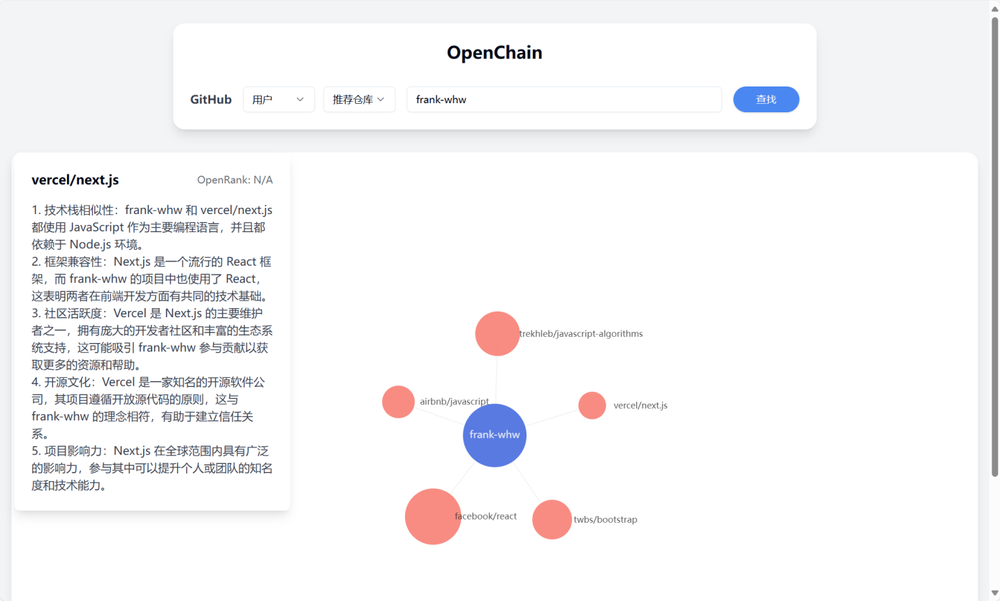 OpenChain
GitHub 用户 推荐仓库 frank-whw 查找
vercel/next.js OpenRank: N/A
1. 技术栈相似性：frank-whw 和 vercel/next.js
都使用 JavaScript 作为主要编程语言，并且都
依赖于 Node.js 环境。
2. 框架兼容性：Next.js 是一个流行的 React 框
架，而 frank-whw 的项目中也使用了 React，
这表明两者在前端开发方面有共同的技术基础。
3. 社区活跃度：Vercel 是 Next.js 的主要维护
者之一，拥有庞大的开发者社区和丰富的生态系
统支持，这可能吸引 frank-whw 参与贡献以获
取更多的资源和帮助。
4. 开源文化：Vercel 是一家知名的开源软件公
司，其项目遵循开放源代码的原则，这与
frank-whw 的理念相符，有助于建立信任关
系。
5. 项目影响力：Next.js 在全球范围内具有广泛
的影响力，参与其中可以提升个人或团队的知名
度和技术能力。
trekhleb/javascript-algorithms
airbnb/javascript
vercel/next.js
frank-whw
facebook/react
twbs/bootstrap